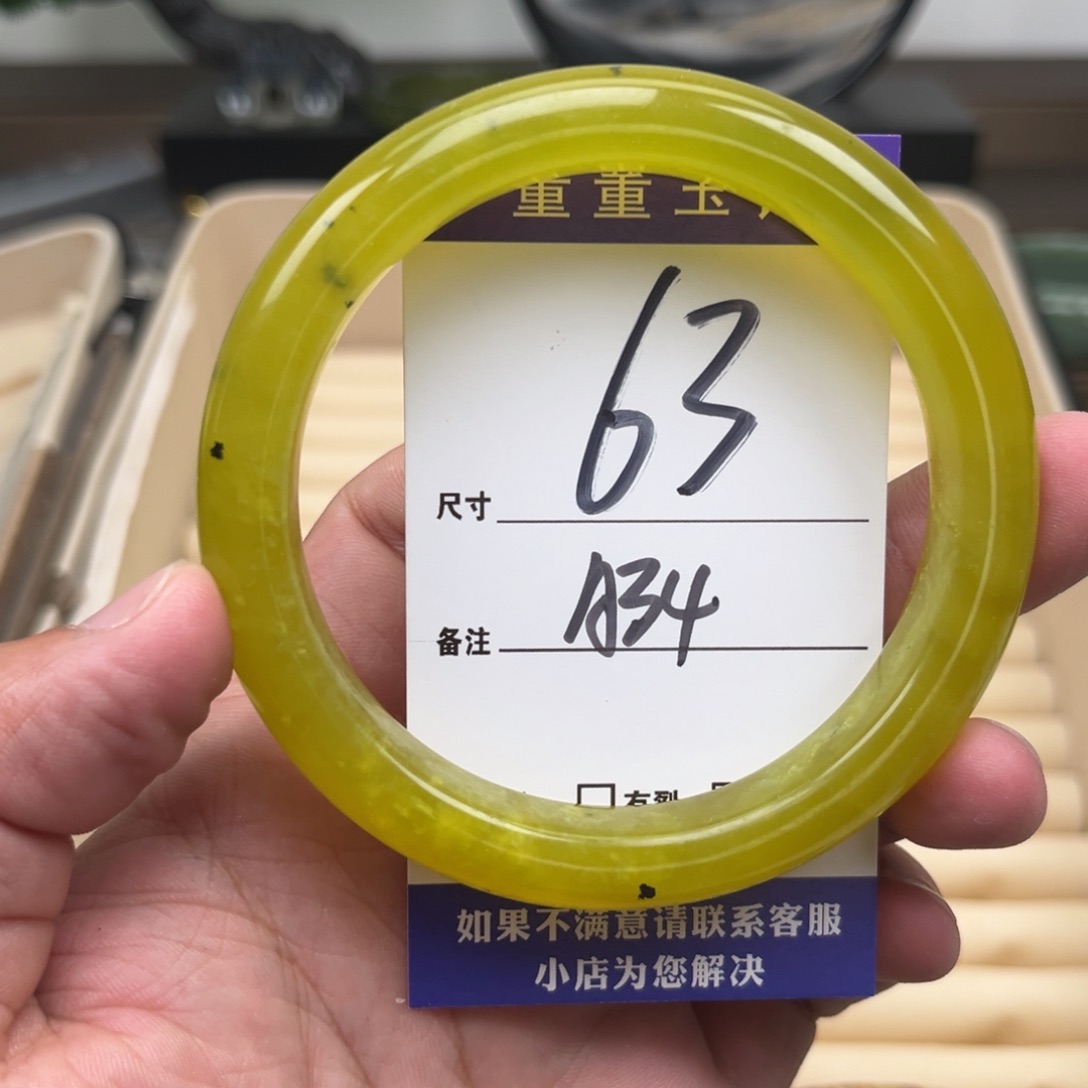 董董玉
63
尺寸
A34
备注
有裂
如果不满意请联系客服
小店为您解决